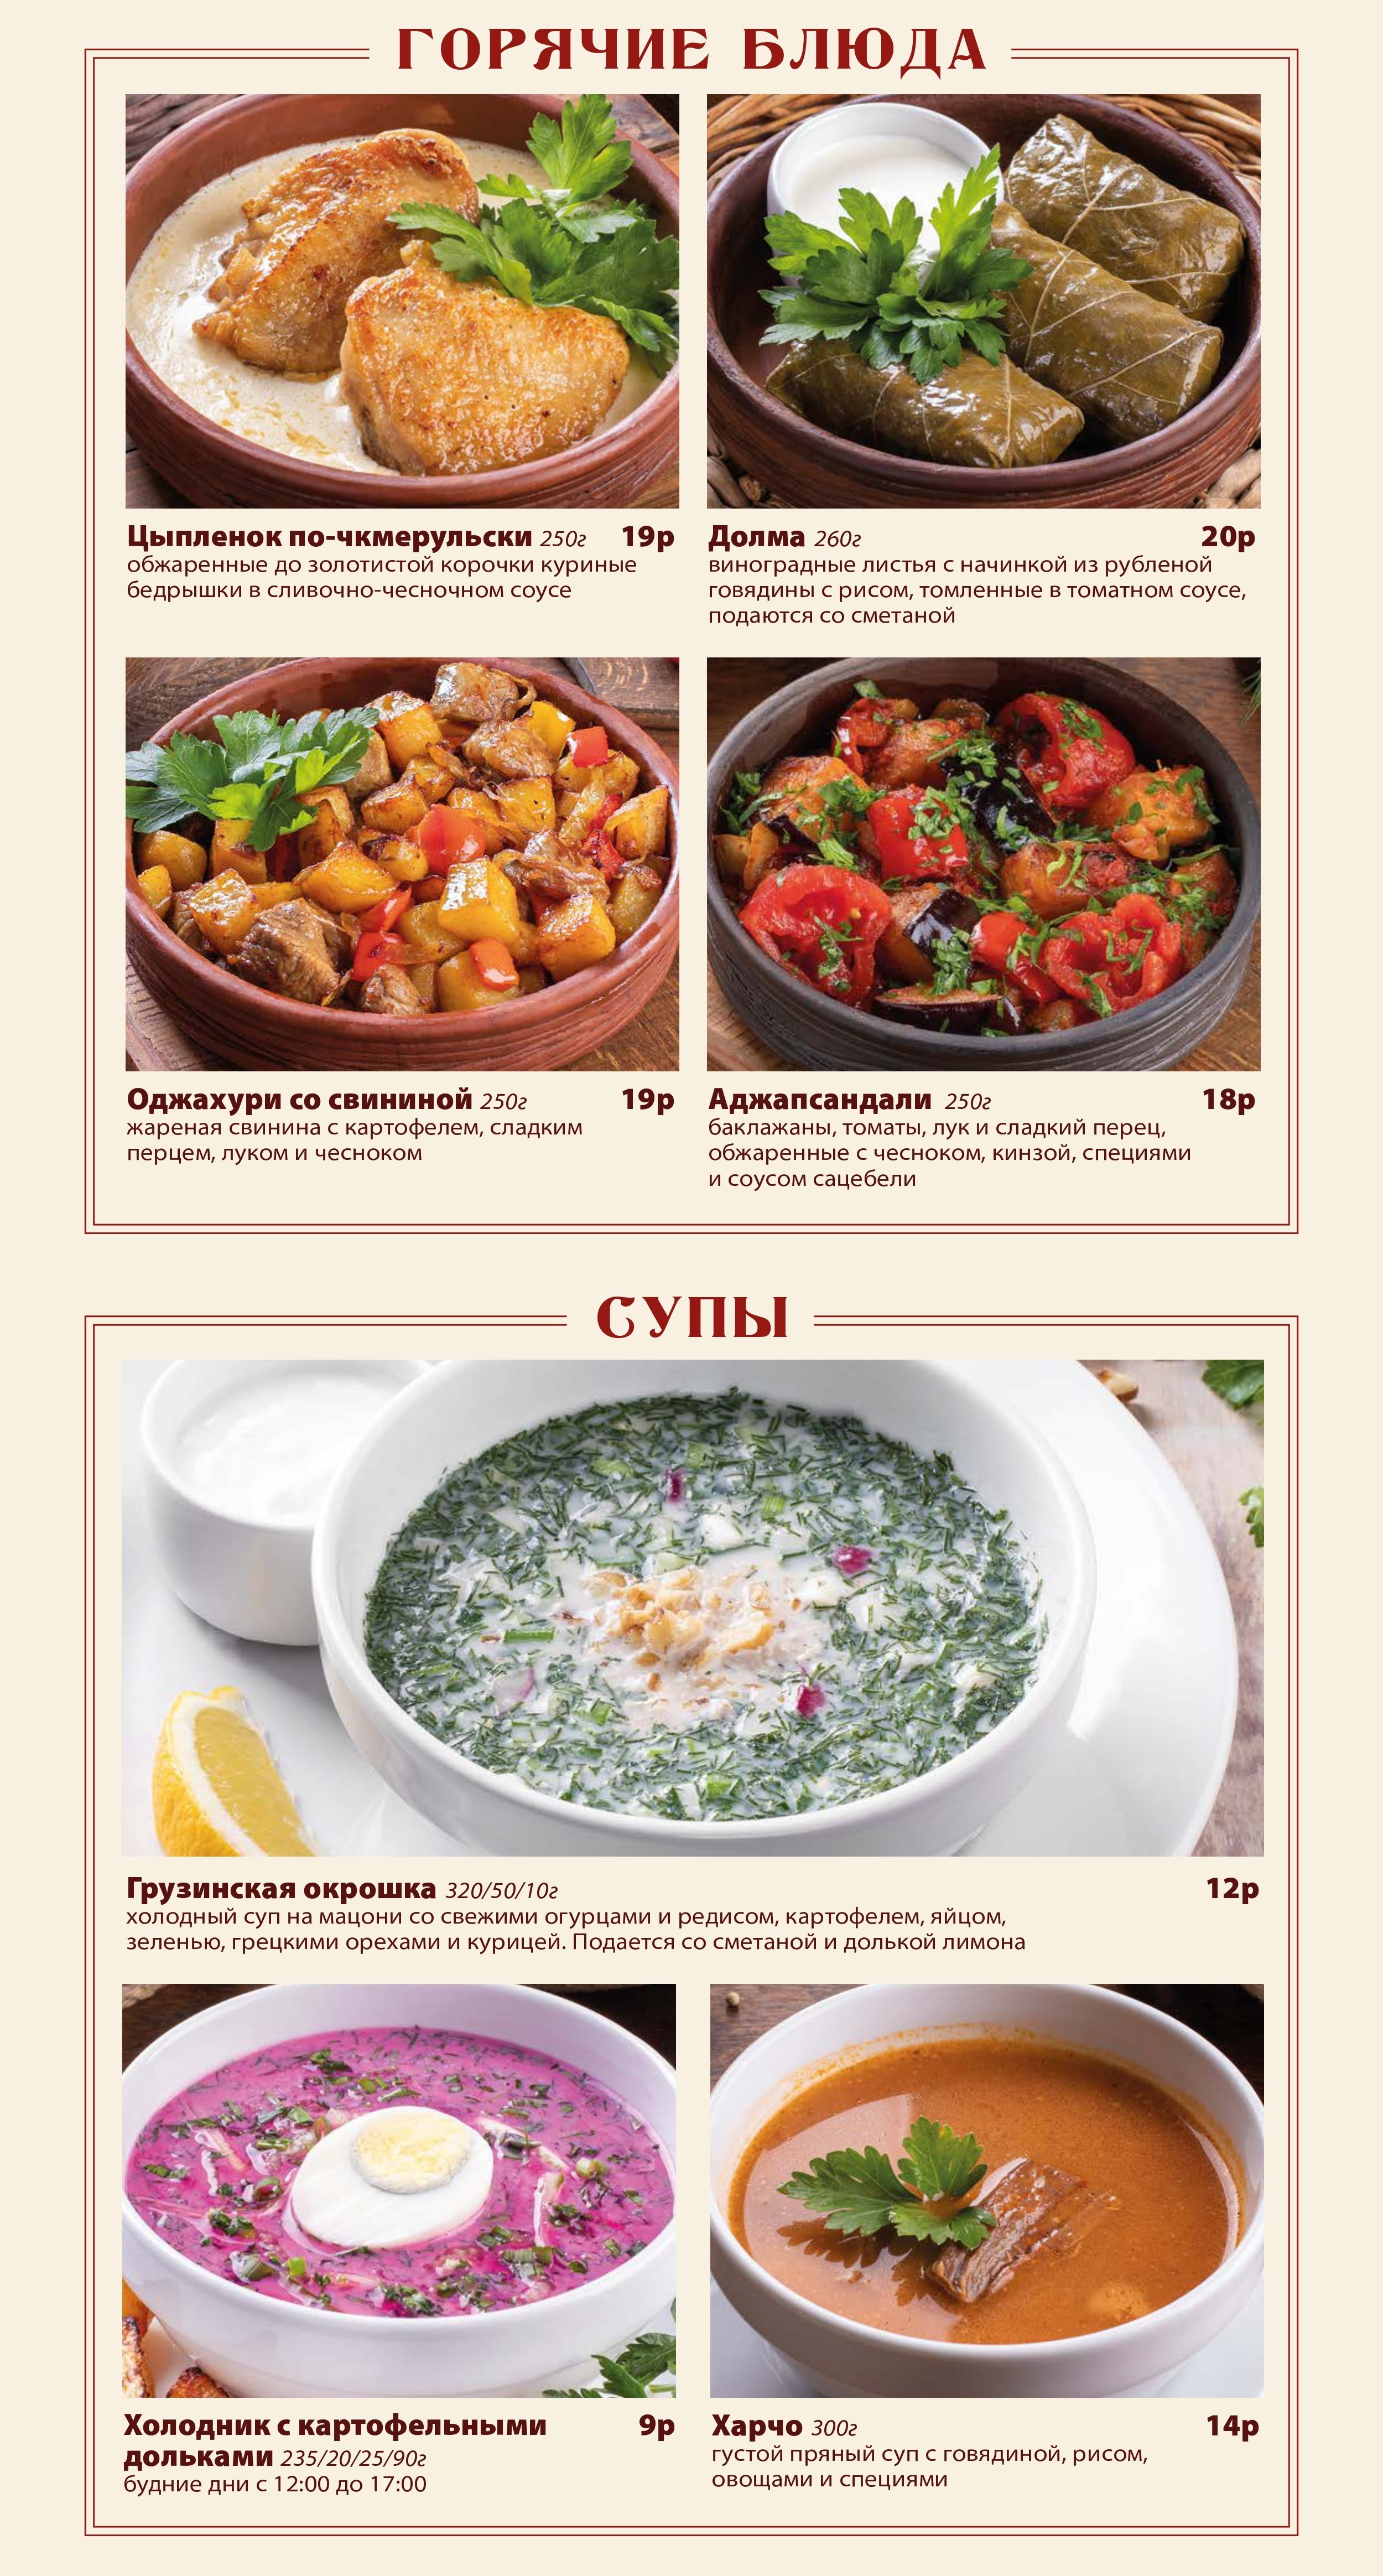 ГОРЯЧИЕ БЛЮДА
Цыпленок по-чкмерульски 250г 19р
обжаренные до золотистой корочки куриные
бедрышки в сливочно-чесночном соусе
Долма 260г 20р
виноградные листья с начинкой из рубленой
говядины с рисом, томленные в томатном соусе,
подаются со сметаной
Оджахури со свининой 250г 19р
жареная свинина с картофелем, сладким
перцем, луком и чесноком
Аджапсандали 250г 18р
баклажаны, томаты, лук и сладкий перец,
обжаренные с чесноком, кинзой, специями
и соусом сацебели
СУПЫ
Грузинская окрошка 320/50/10г 12р
холодный суп на мацони со свежими огурцами и редисом, картофелем, яйцом,
зеленью, грецкими орехами и курицей. Подается со сметаной и долькой лимона
Холодник с картофельными 9р
дольками 235/20/25/90г
будние дни с 12:00 до 17:00
Харчо 300г 14р
густой пряный суп с говядиной, рисом,
овощами и специями